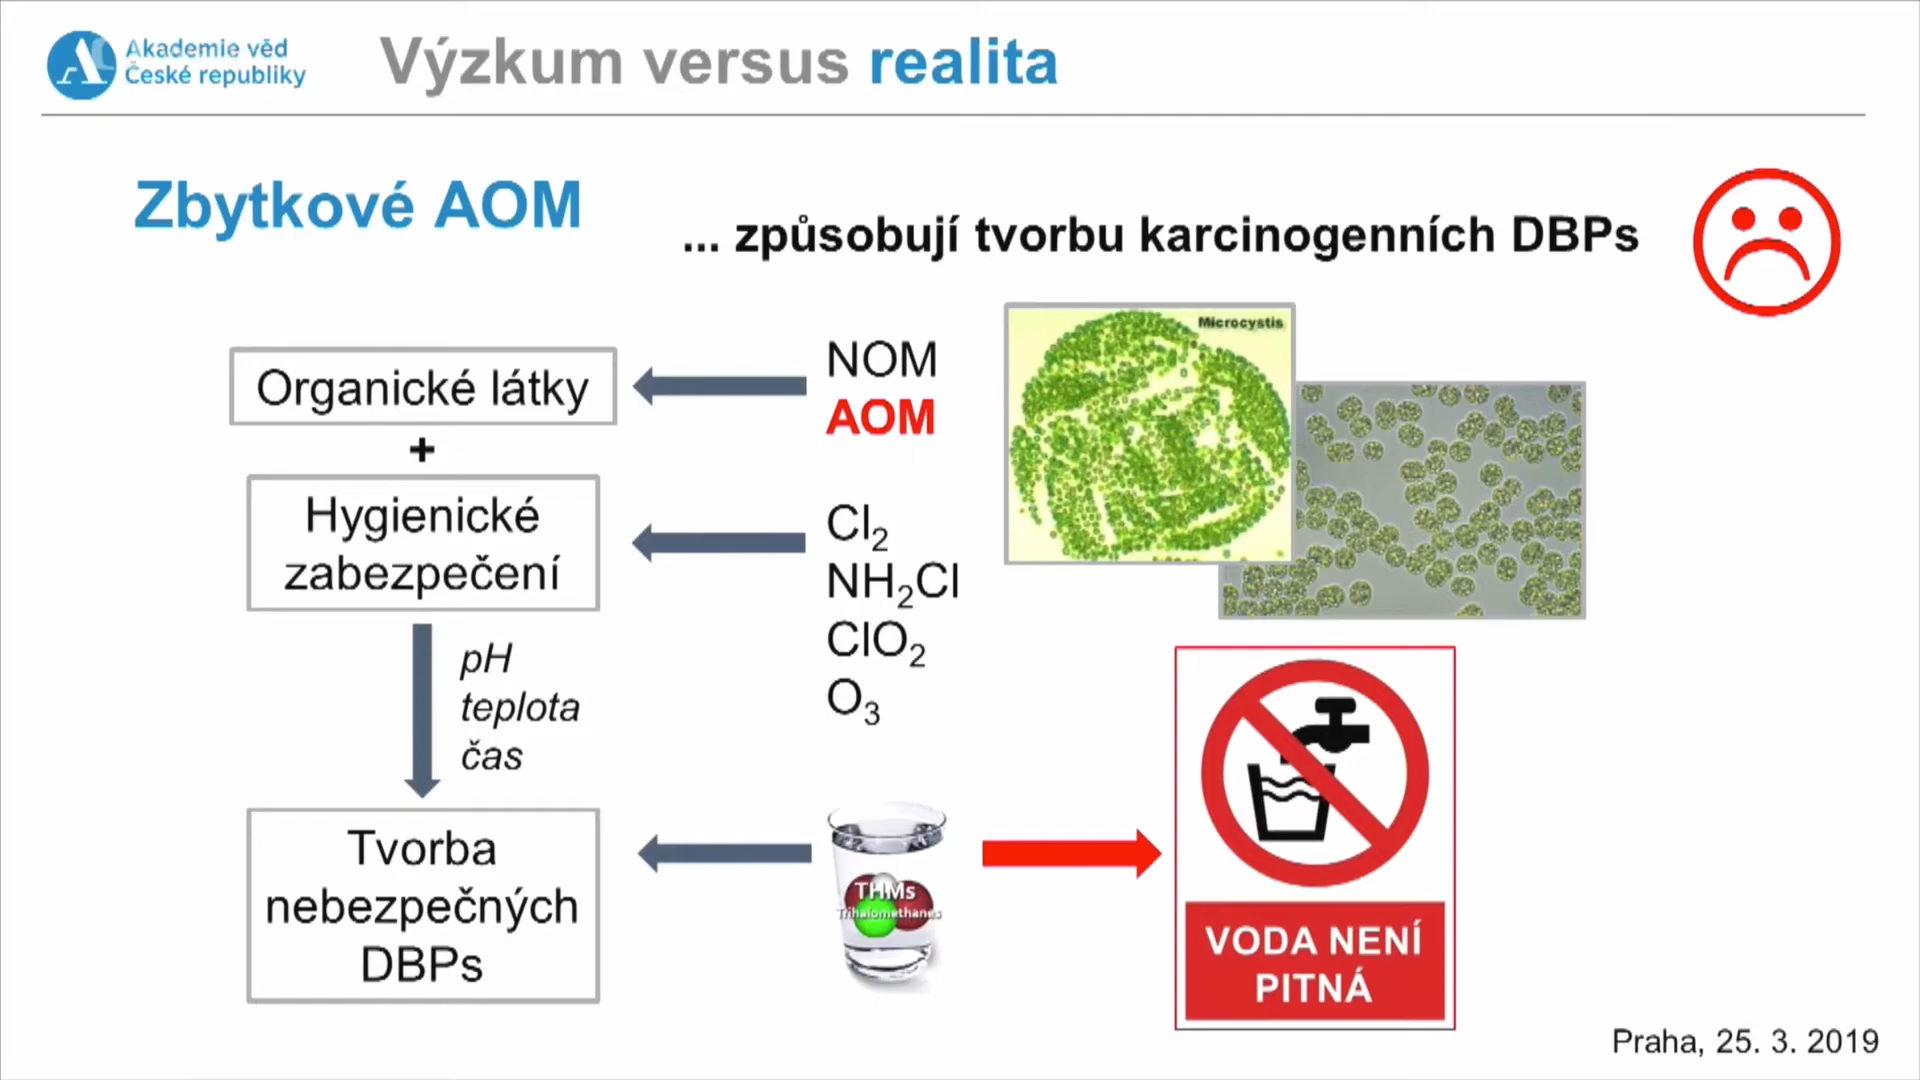 Akademie věd
České republiky
Výzkum versus realita
Zbytkové AOM
... způsobují tvorbu karcinogenních DBPs
Microcystis
Organické látky
NOM
AOM
+
Hygienické
zabezpečení
Cl₂
NH₂Cl
ClO₂
O₃
pH
teplota
čas
Tvorba
nebezpečných
DBPs
THMs
Trihalomethanes
VODA NENÍ
PITNÁ
Praha, 25. 3. 2019